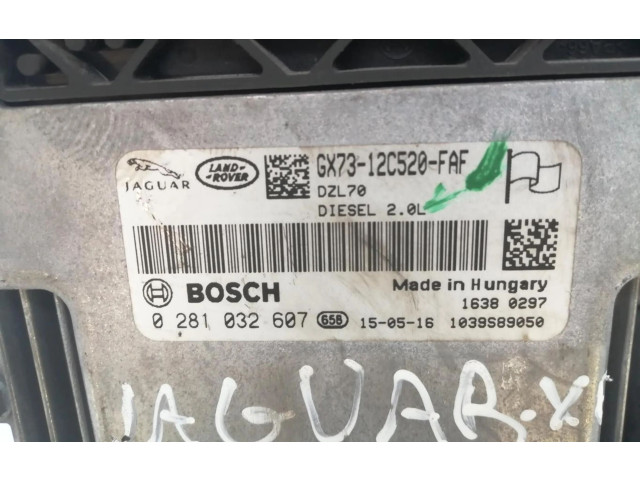 JAGUAR
LAND-
ROVER
GX73-12C520-FAF
DZL70
DIESEL 2.0L
BOSCH
Made in Hungary
1638 0297
0 281 032 607 658 15-05-16 1039S89050
JAGUAR-X